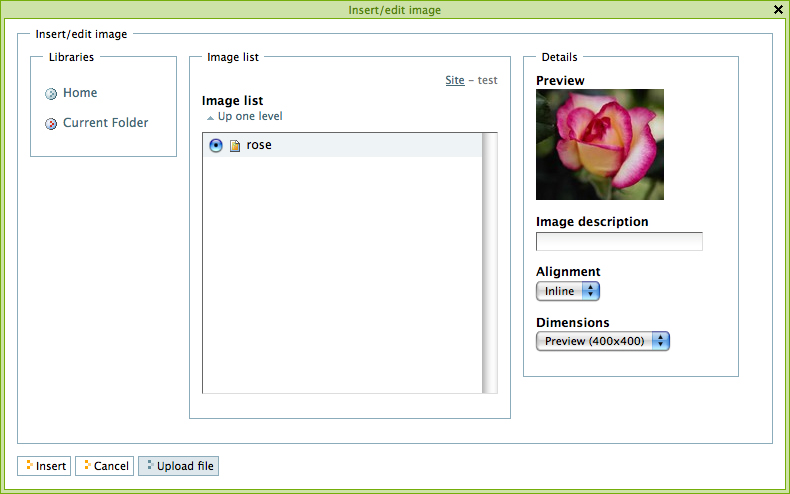 Insert/edit image
Insert/edit image
Libraries
Home
Current Folder
Image list
Site – test
Image list
Up one level
rose
Details
Preview
Image description
Alignment
Inline
Dimensions
Preview (400x400)
Insert
Cancel
Upload file